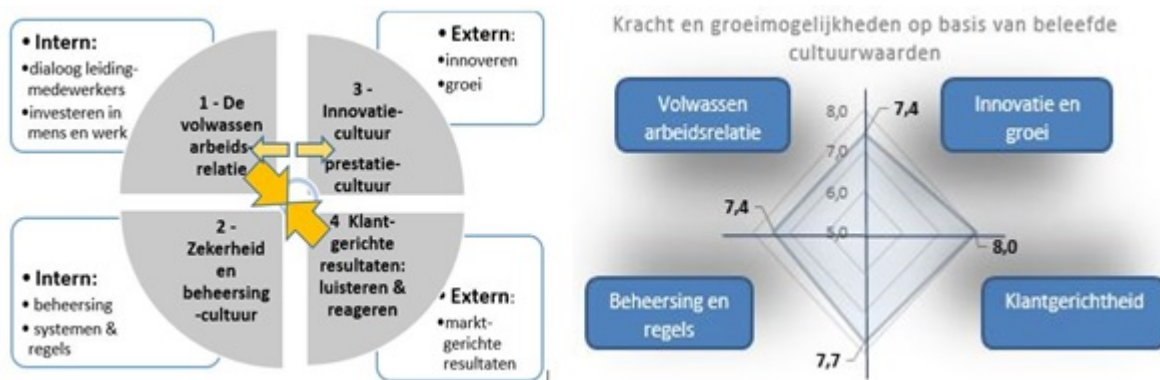 • Intern:
• dialoog leiding-
medewerkers
• investeren in
mens en werk
• Extern:
• innoveren
• groei
1 - De
volwassen
arbeids-
relatie
3 -
Innovatie-
cultuur
prestatie-
cultuur
2 -
Zekerheid
en
beheersing
-cultuur
4 Klant-
gerichte
resultaten:
luisteren &
reageren
• Intern:
• beheersing
• systemen &
regels
• Extern:
• markt-
gerichte
resultaten
Kracht en groeimogelijkheden op basis van beleefde
cultuurwaarden
Volwassen
arbeidsrelatie
Innovatie en
groei
8,0
7,4
7,0
6,0
7,4
5,0
8,0
Beheersing en
regels
Klantgerichtheid
7,7